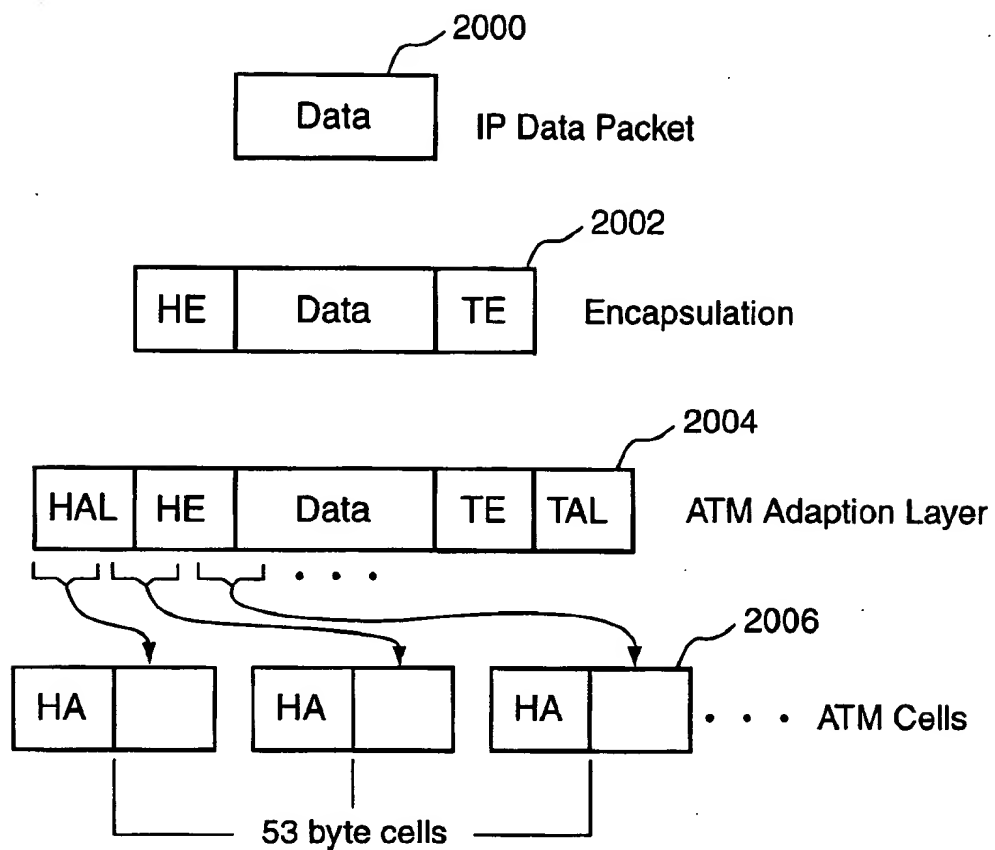 2000
Data
IP Data Packet
2002
HE Data TE
Encapsulation
2004
HAL HE Data TE TAL
ATM Adaption Layer
2006
HA HA HA
ATM Cells
53 byte cells